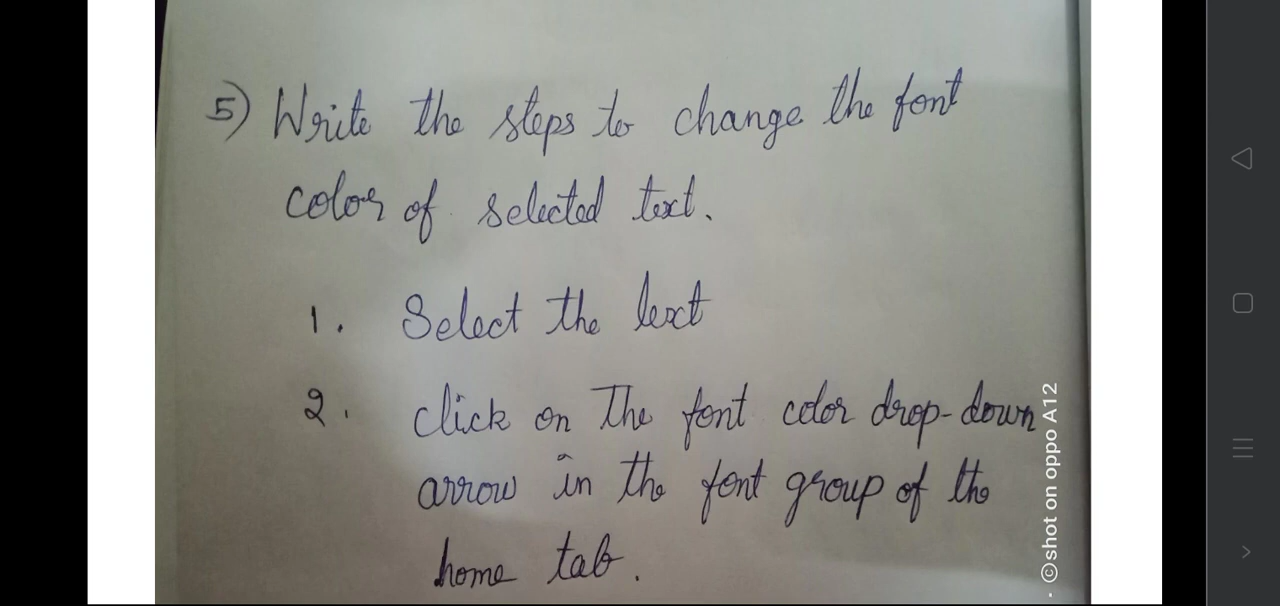 5) Write the steps to change the font
color of selected text.
1. Select the text
2. click on The font color drop-down
arrow in the font group of the
home tab.
· ©shot on oppo A12